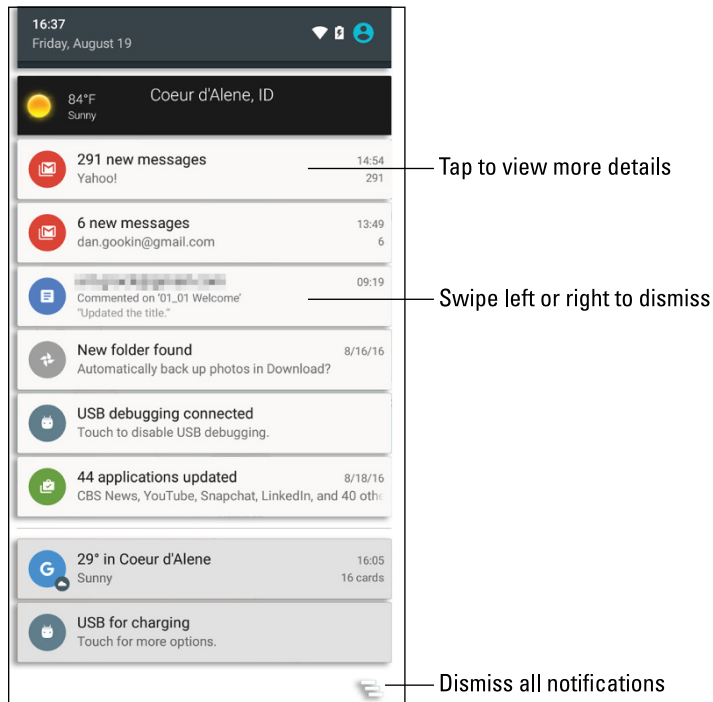 16:37
Friday, August 19
84°F
Sunny
Coeur d'Alene, ID
291 new messages
14:54
Yahoo!
291
Tap to view more details
6 new messages
13:49
dan.gookin@gmail.com
6
09:19
Commented on '01_01 Welcome'
"Updated the title."
Swipe left or right to dismiss
New folder found
8/16/16
Automatically back up photos in Download?
USB debugging connected
Touch to disable USB debugging.
44 applications updated
8/18/16
CBS News, YouTube, Snapchat, LinkedIn, and 40 othe
G
29° in Coeur d'Alene
16:05
Sunny
16 cards
USB for charging
Touch for more options.
Dismiss all notifications